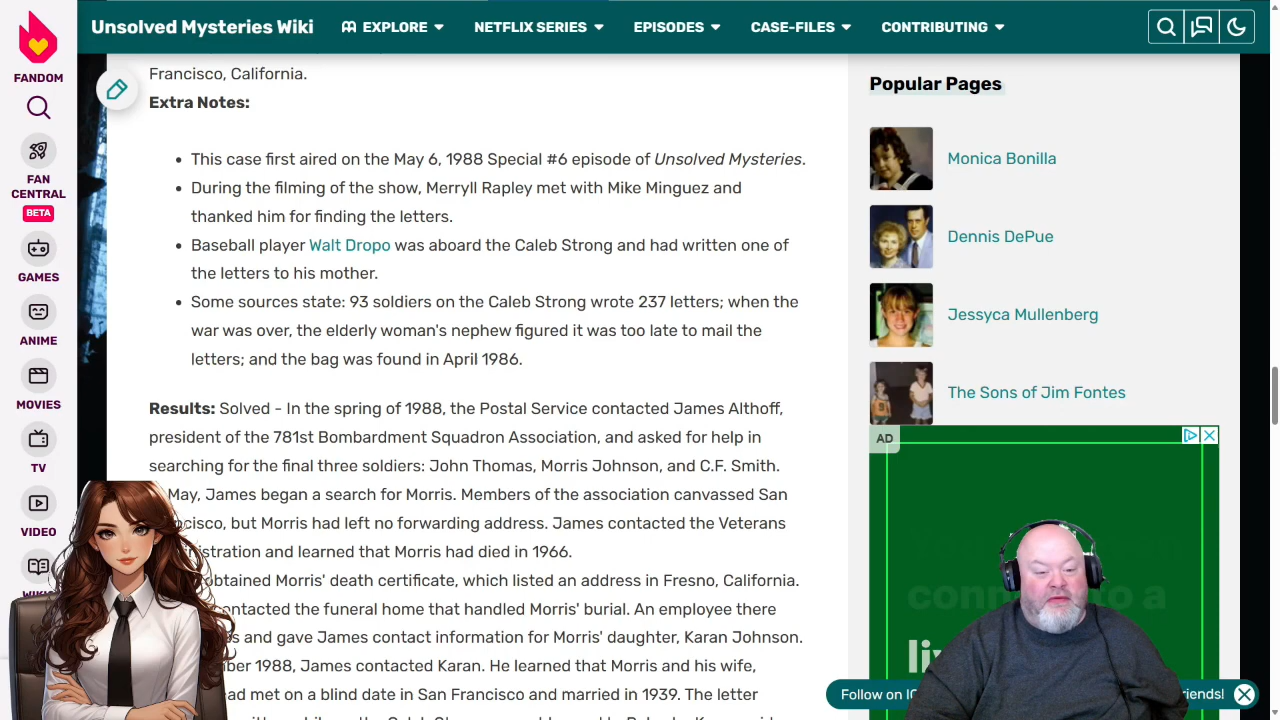 Unsolved Mysteries Wiki
EXPLORE
NETFLIX SERIES
EPISODES
CASE-FILES
CONTRIBUTING
FANDOM
FAN
CENTRAL
BETA
GAMES
ANIME
MOVIES
TV
VIDEO
Francisco, California.
Extra Notes:
This case first aired on the May 6, 1988 Special #6 episode of Unsolved Mysteries.
During the filming of the show, Merryll Rapley met with Mike Minguez and
thanked him for finding the letters.
Baseball player Walt Dropo was aboard the Caleb Strong and had written one of
the letters to his mother.
Some sources state: 93 soldiers on the Caleb Strong wrote 237 letters; when the
war was over, the elderly woman's nephew figured it was too late to mail the
letters; and the bag was found in April 1986.
Results: Solved - In the spring of 1988, the Postal Service contacted James Althoff,
president of the 781st Bombardment Squadron Association, and asked for help in
searching for the final three soldiers: John Thomas, Morris Johnson, and C.F. Smith.
May, James began a search for Morris. Members of the association canvassed San
cisco, but Morris had left no forwarding address. James contacted the Veterans
nistration and learned that Morris had died in 1966.
obtained Morris' death certificate, which listed an address in Fresno, California.
ontacted the funeral home that handled Morris' burial. An employee there
s and gave James contact information for Morris' daughter, Karan Johnson.
ber 1988, James contacted Karan. He learned that Morris and his wife,
ad met on a blind date in San Francisco and married in 1939. The letter
Popular Pages
Monica Bonilla
Dennis DePue
Jessyca Mullenberg
The Sons of Jim Fontes
AD
to a
Follow on IG
riends!